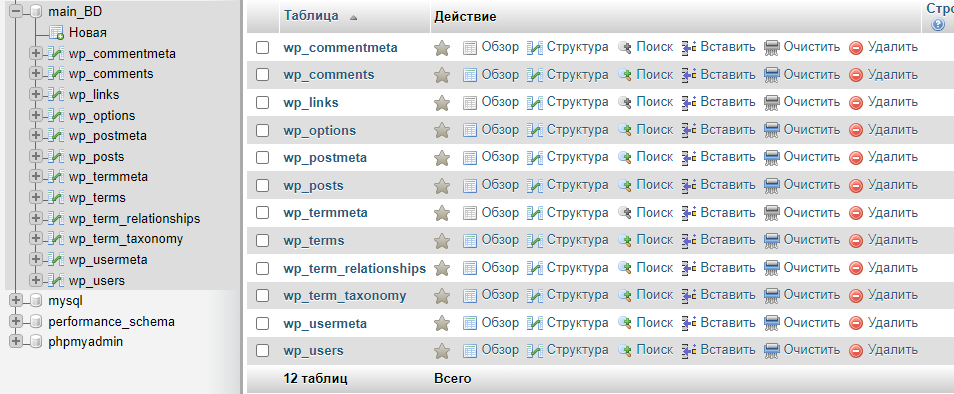 main_BD
Новая
wp_commentmeta
wp_comments
wp_links
wp_options
wp_postmeta
wp_posts
wp_termmeta
wp_terms
wp_term_relationships
wp_term_taxonomy
wp_usermeta
wp_users
mysql
performance_schema
phpmyadmin
Таблица Действие Стро
wp_commentmeta Обзор Структура Поиск Вставить Очистить Удалить
wp_comments Обзор Структура Поиск Вставить Очистить Удалить
wp_links Обзор Структура Поиск Вставить Очистить Удалить
wp_options Обзор Структура Поиск Вставить Очистить Удалить
wp_postmeta Обзор Структура Поиск Вставить Очистить Удалить
wp_posts Обзор Структура Поиск Вставить Очистить Удалить
wp_termmeta Обзор Структура Поиск Вставить Очистить Удалить
wp_terms Обзор Структура Поиск Вставить Очистить Удалить
wp_term_relationships Обзор Структура Поиск Вставить Очистить Удалить
wp_term_taxonomy Обзор Структура Поиск Вставить Очистить Удалить
wp_usermeta Обзор Структура Поиск Вставить Очистить Удалить
wp_users Обзор Структура Поиск Вставить Очистить Удалить
12 таблиц Всего